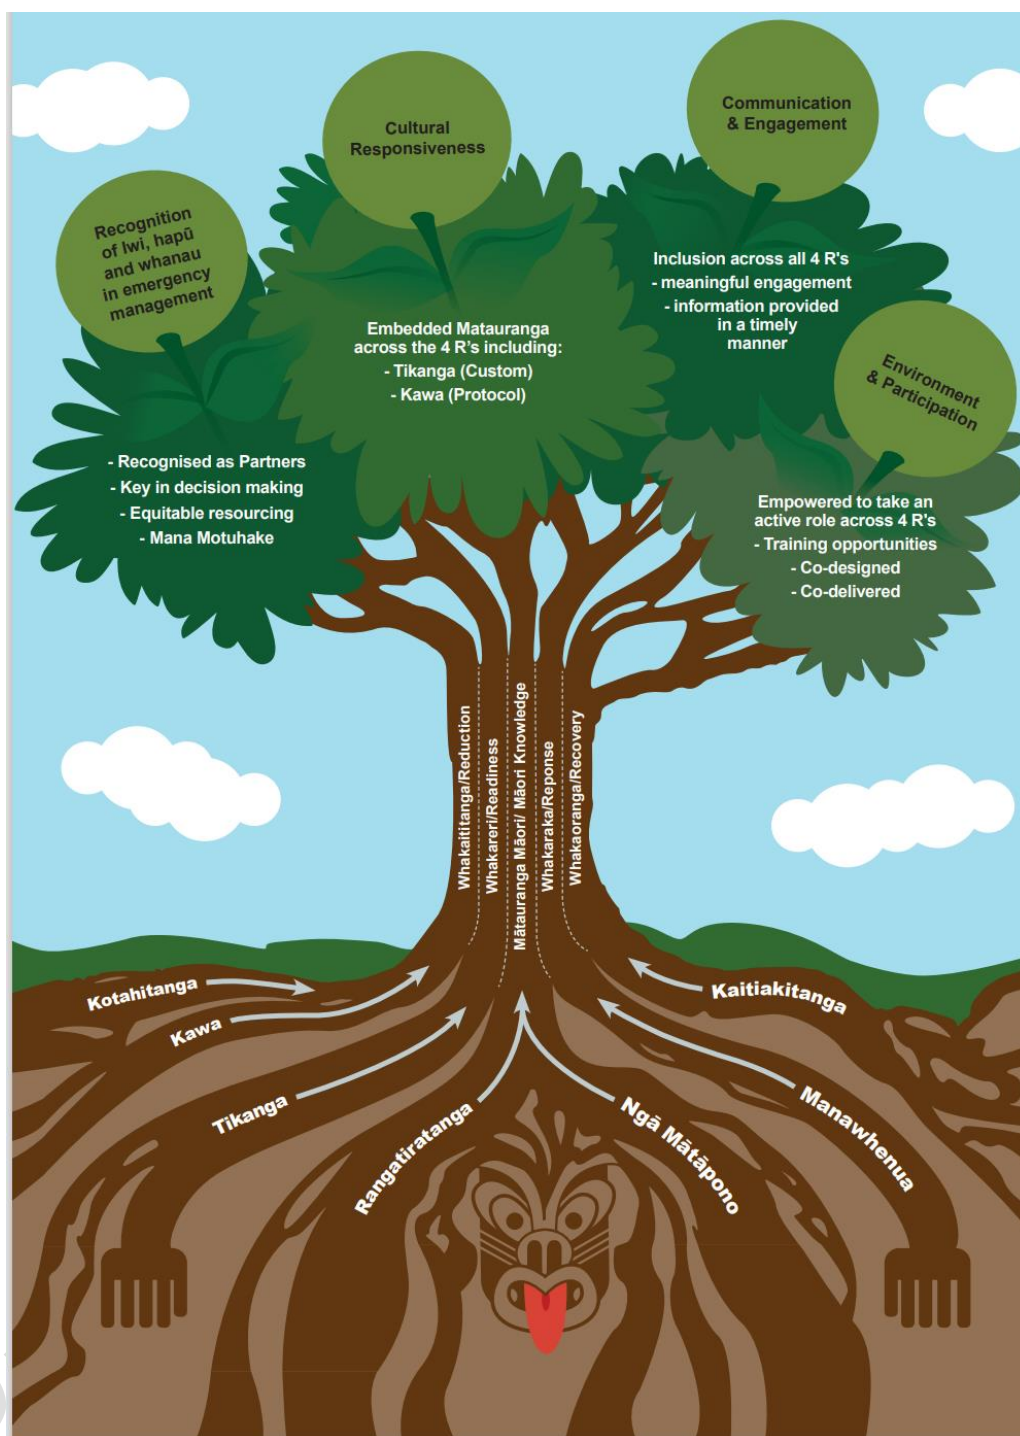 Recognition
of Iwi, hapū
and whanau
in emergency
management
Cultural
Responsiveness
Communication
& Engagement
Environment
& Participation
- Recognised as Partners
- Key in decision making
- Equitable resourcing
- Mana Motuhake
Embedded Matauranga
across the 4 R's including:
- Tikanga (Custom)
- Kawa (Protocol)
Inclusion across all 4 R's
- meaningful engagement
- information provided
in a timely
manner
Empowered to take an
active role across 4 R's
- Training opportunities
- Co-designed
- Co-delivered
Whakaititanga/Reduction
Whakareri/Readiness
Mātauranga Māori/ Māori Knowledge
Whakaraka/Reponse
Whakaoranga/Recovery
Kotahitanga
Kawa
Tikanga
Rangatiratanga
Ngā Mātāpono
Manawhenua
Kaitiakitanga